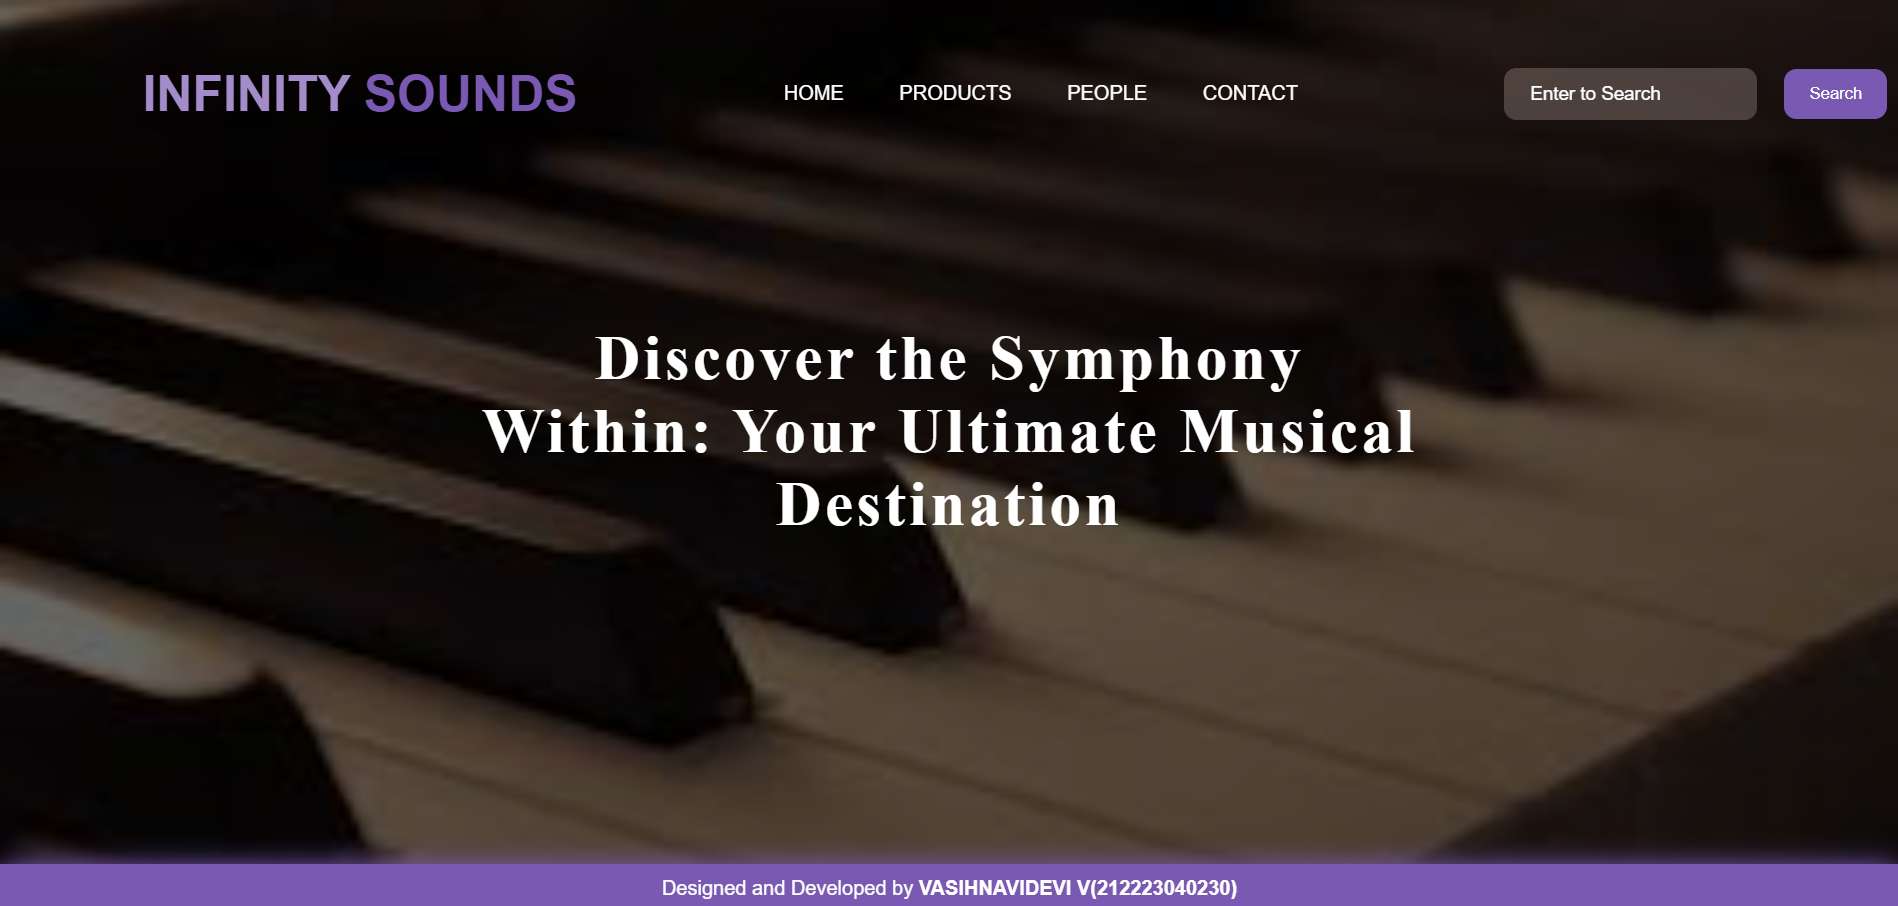 INFINITY SOUNDS
HOME PRODUCTS PEOPLE CONTACT
Enter to Search
Search
Discover the Symphony
Within: Your Ultimate Musical
Destination
Designed and Developed by VASIHNAVIDEVI V(212223040230)